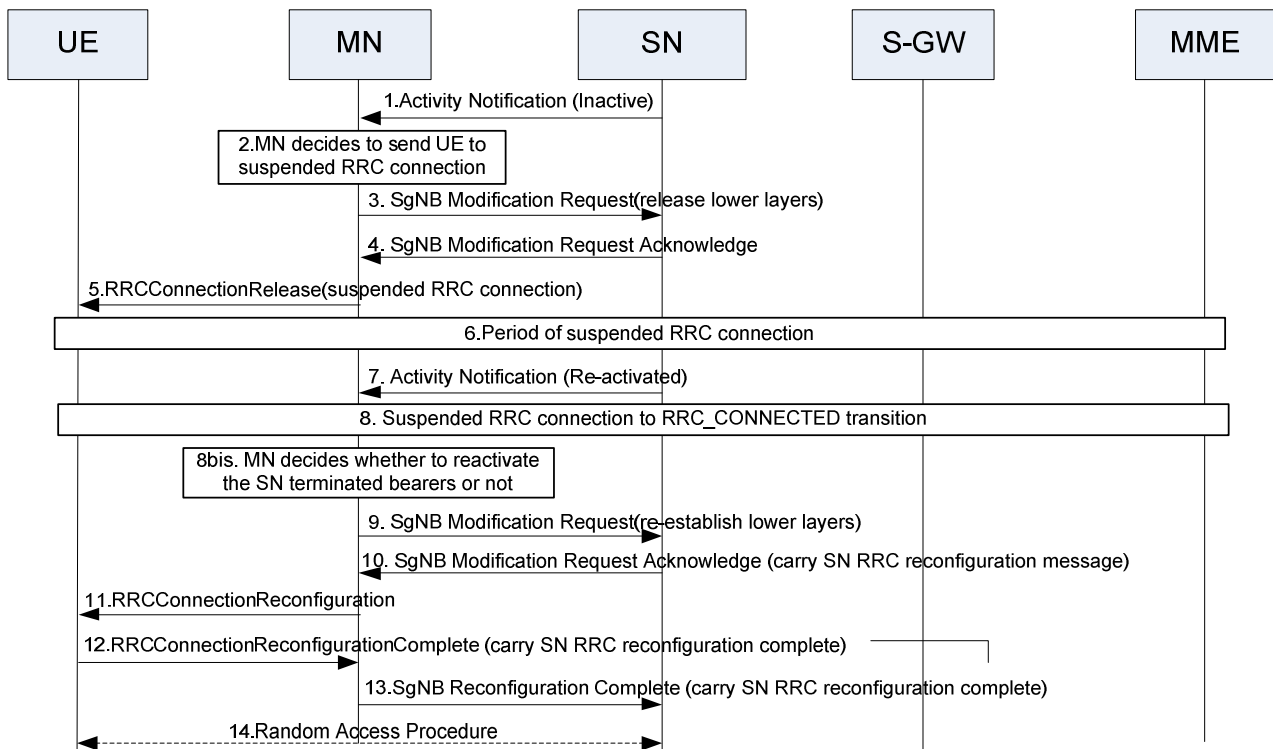 UE
MN
SN
S-GW
MME
1.Activity Notification (Inactive)
2.MN decides to send UE to
suspended RRC connection
3. SgNB Modification Request(release lower layers)
4. SgNB Modification Request Acknowledge
5.RRCConnectionRelease(suspended RRC connection)
6.Period of suspended RRC connection
7. Activity Notification (Re-activated)
8. Suspended RRC connection to RRC_CONNECTED transition
8bis. MN decides whether to reactivate
the SN terminated bearers or not
9. SgNB Modification Request(re-establish lower layers)
10. SgNB Modification Request Acknowledge (carry SN RRC reconfiguration message)
11.RRCConnectionReconfiguration
12.RRCConnectionReconfigurationComplete (carry SN RRC reconfiguration complete)
13.SgNB Reconfiguration Complete (carry SN RRC reconfiguration complete)
14.Random Access Procedure